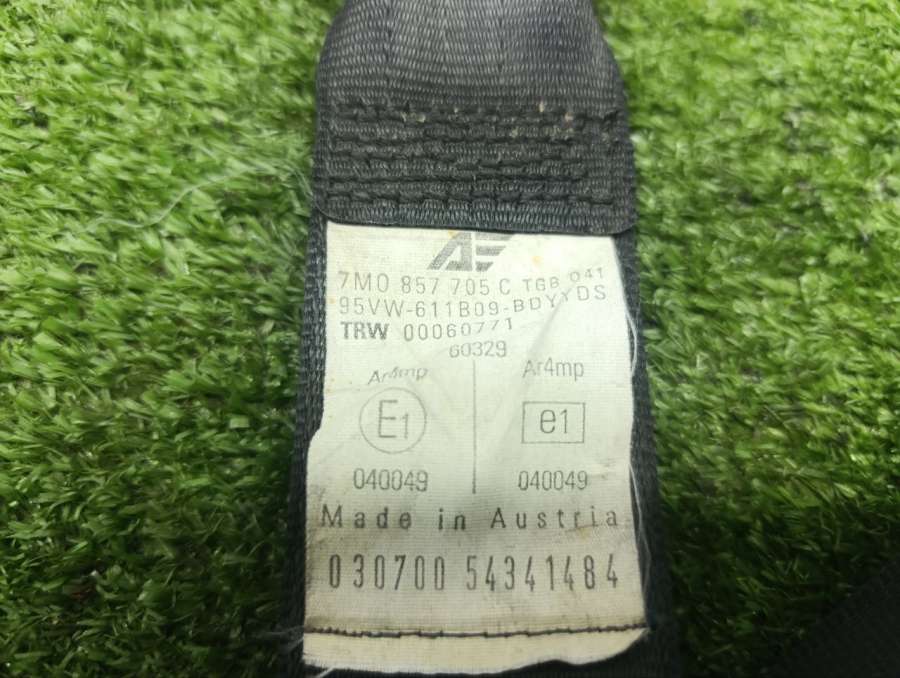 7M0 857 705 C TGB 041
95VW-611B09-BDYYDS
TRW 00060771
60329
Ar4mp Ar4mp
E1 e1
040049 040049
Made in Austria
030700 54341484